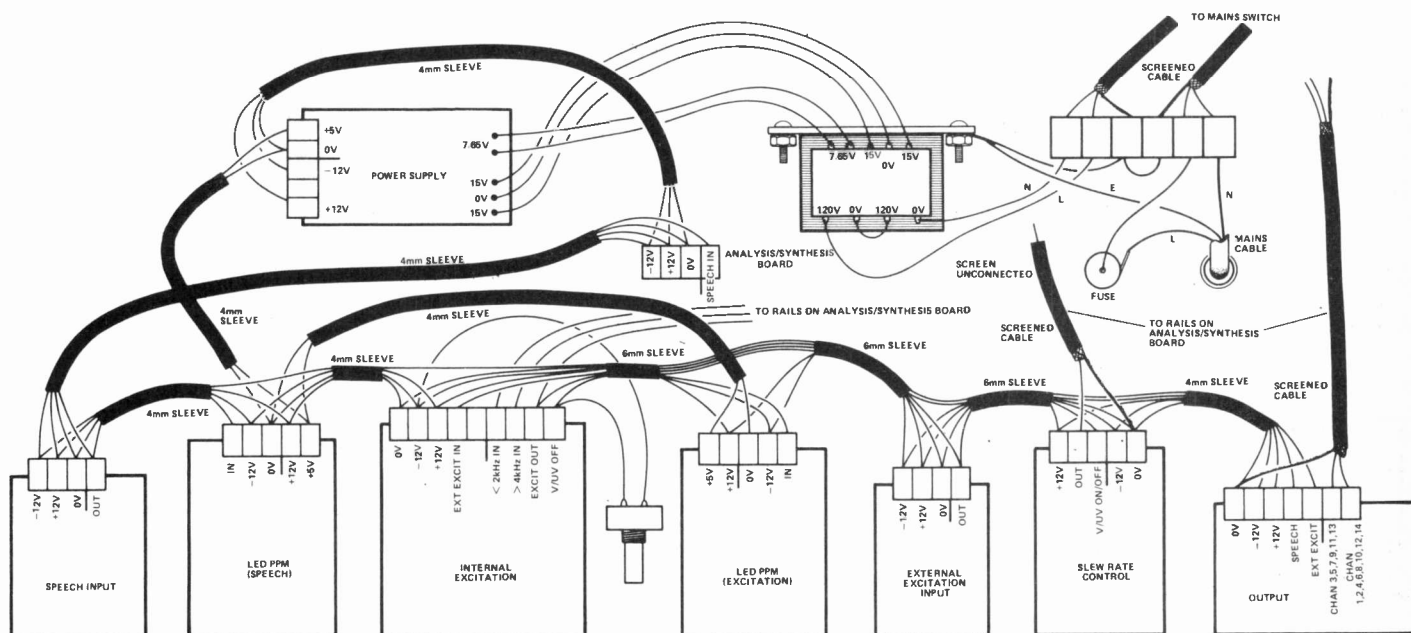 TO MAINS SWITCH
4mm SLEEVE
SCREENED
CABLE
+5V
0V
−12V
+12V
POWER SUPPLY
7.65V
15V
0V
15V
7.65V
15V
0V
15V
120V
0V
120V
0V
N
L
E
N
L
MAINS
CABLE
FUSE
4mm SLEEVE
−12V
+12V
0V
SPEECH IN
ANALYSIS/SYNTHESIS
BOARD
SCREEN
UNCONNECTED
4mm
SLEEVE
4mm SLEEVE
TO RAILS ON ANALYSIS/SYNTHESIS BOARD
SCREENED
CABLE
TO RAILS ON
ANALYSIS/SYNTHESIS
BOARD
4mm SLEEVE
4mm SLEEVE
6mm SLEEVE
6mm SLEEVE
6mm SLEEVE
4mm SLEEVE
SCREENED
CABLE
−12V
+12V
0V
OUT
SPEECH INPUT
IN
−12V
0V
+12V
+5V
LED PPM
(SPEECH)
0V
−12V
+12V
EXT EXCIT IN
< 2kHz IN
> 4kHz IN
EXCIT OUT
V/UV OFF
INTERNAL
EXCITATION
+5V
+12V
0V
−12V
IN
LED PPM
(EXCITATION)
−12V
+12V
0V
OUT
EXTERNAL
EXCITATION
INPUT
+12V
OUT
V/UV ON/OFF
−12V
0V
SLEW RATE
CONTROL
0V
−12V
+12V
SPEECH
EXT EXCIT
CHAN 3,5,7,9,11,13
CHAN
1,2,4,6,8,10,12,14
OUTPUT